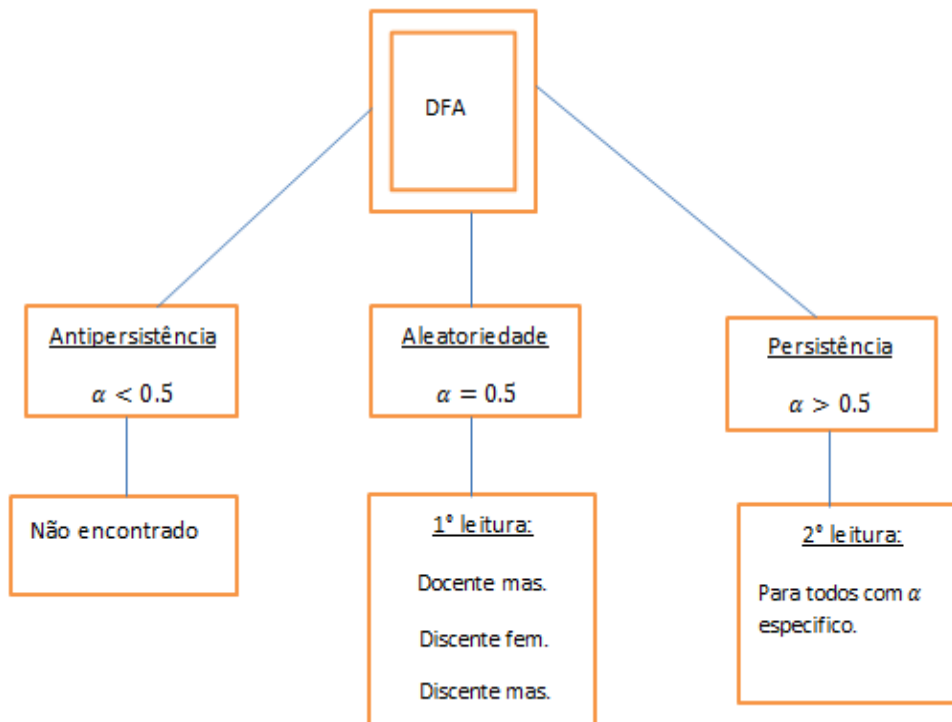 DFA
Antipersistência
α < 0.5
Aleatoriedade
α = 0.5
Persistência
α > 0.5
Não encontrado
1° leitura:
Docente mas.
Discente fem.
Discente mas.
2° leitura:
Para todos com α
especifico.